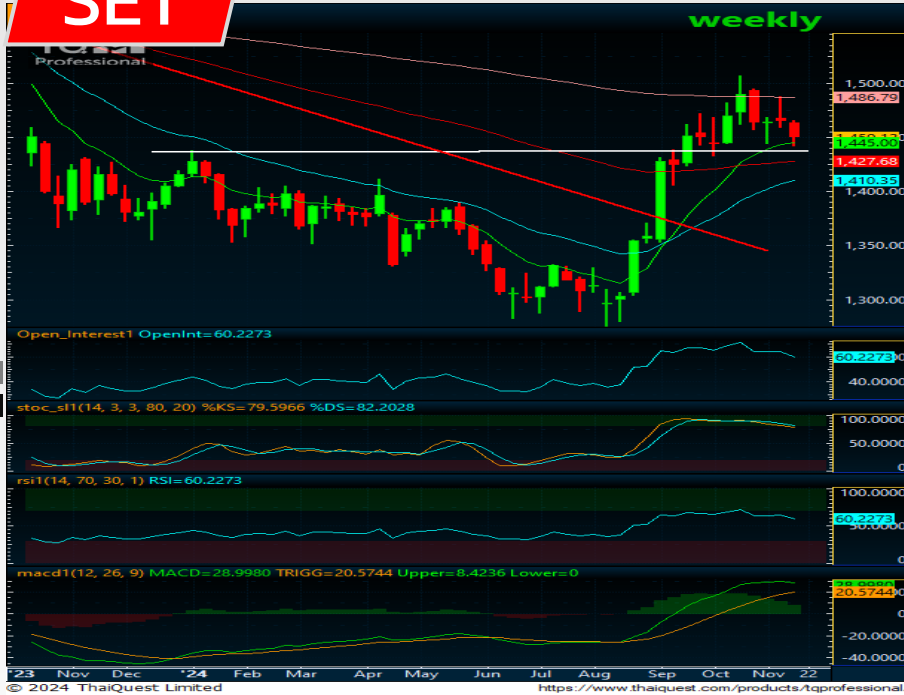 SET
weekly
Professional
1,500.00
1,486.79
1,445.00
1,427.68
1,410.35
1,400.00
1,350.00
1,300.00
Open_Interest1 OpenInt=60.2273
60.2273
40.0000
stoc_sl1(14, 3, 3, 80, 20) %KS=79.5966 %DS=82.2028
100.0000
50.0000
0
rsi1(14, 70, 30, 1) RSI=60.2273
100.0000
60.2273
0
macd1(12, 26, 9) MACD=28.9980 TRIGG=20.5744 Upper=8.4236 Lower=0
28.9980
20.5744
0
-20.0000
-40.0000
'23 Nov Dec '24 Feb Mar Apr May Jun Jul Aug Sep Oct Nov 22
© 2024 ThaiQuest Limited https://www.thaiquest.com/products/tqprofessional